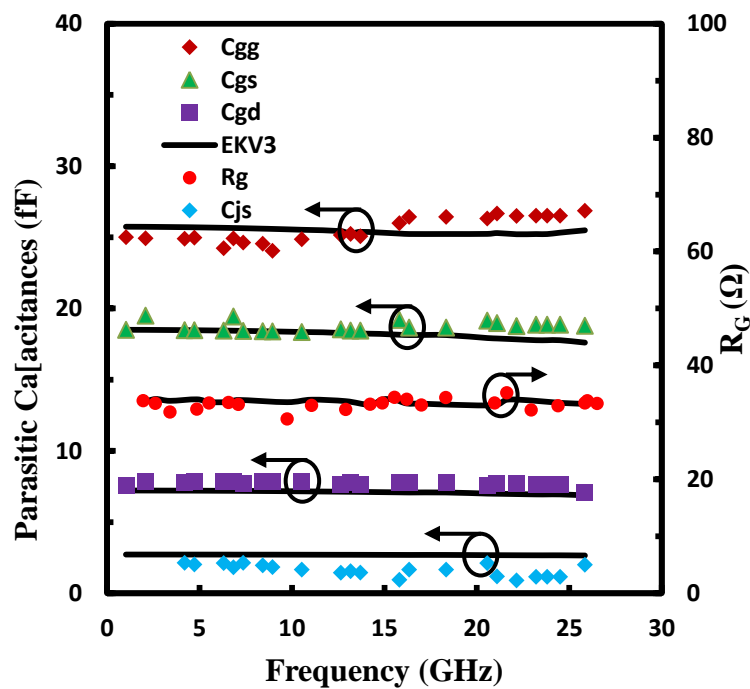 Cgg
Cgs
Cgd
EKV3
Rg
Cjs
40
30
20
10
0
100
80
60
40
20
0
0 5 10 15 20 25 30
Parasitic Ca[acitances (fF)
R_G (Ω)
Frequency (GHz)